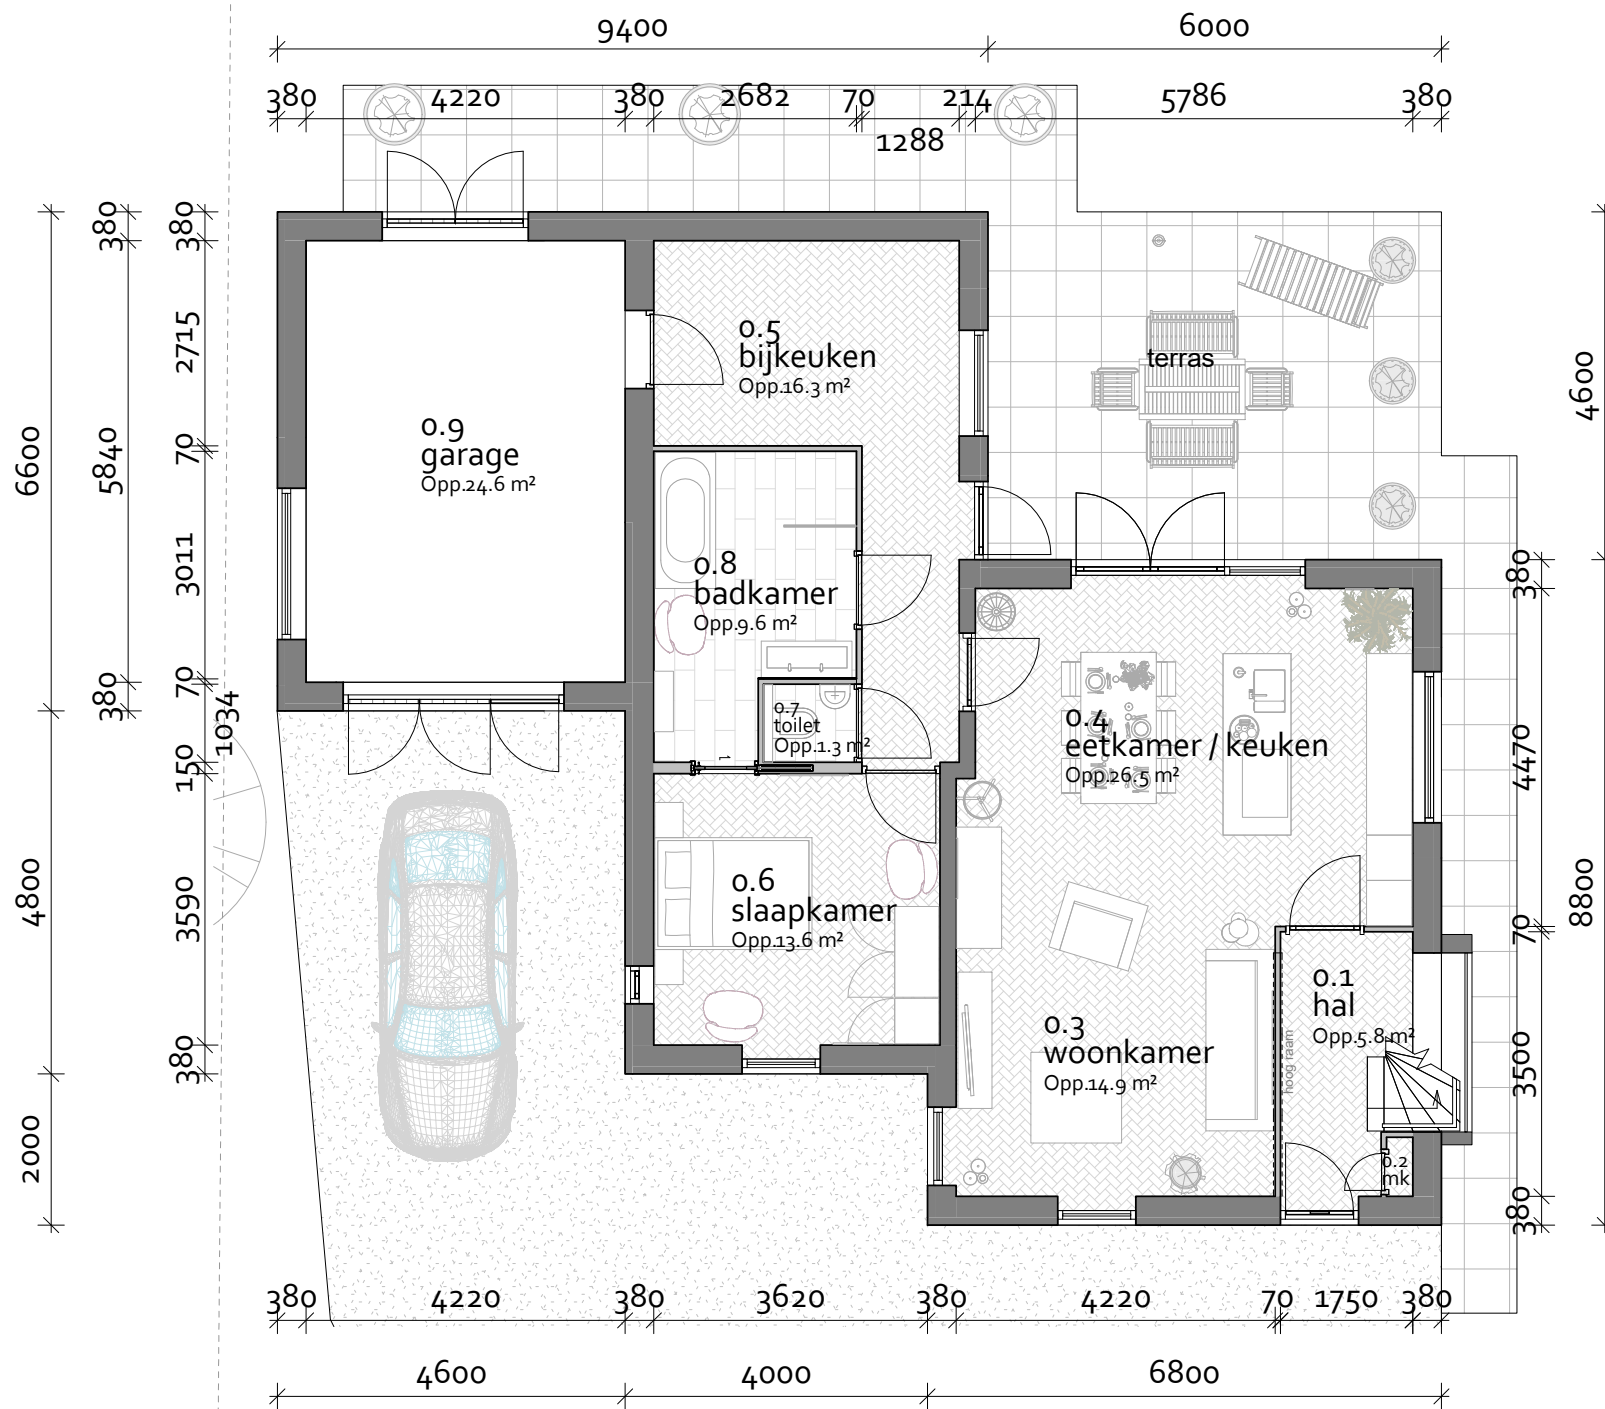 9400
6000
380
4220
380
2682
70
214
5786
380
1288
380
380
0.5
bijkeuken
Opp.16.3 m²
terras
2715
4600
0.9
garage
Opp.24.6 m²
6600
5840
70
3011
0.8
badkamer
Opp.9.6 m²
380
70
380
1034
0.7
toilet
Opp.1.3 m²
0.4
eetkamer / keuken
Opp.26.5 m²
4470
150
1
4800
3590
0.6
slaapkamer
Opp.13.6 m²
8800
70
0.1
hal
Opp.5.8 m²
0.3
woonkamer
Opp.14.9 m²
hoog raam
3500
380
2000
0.2
mk
380
380
4220
380
3620
380
4220
70
1750
380
4600
4000
6800